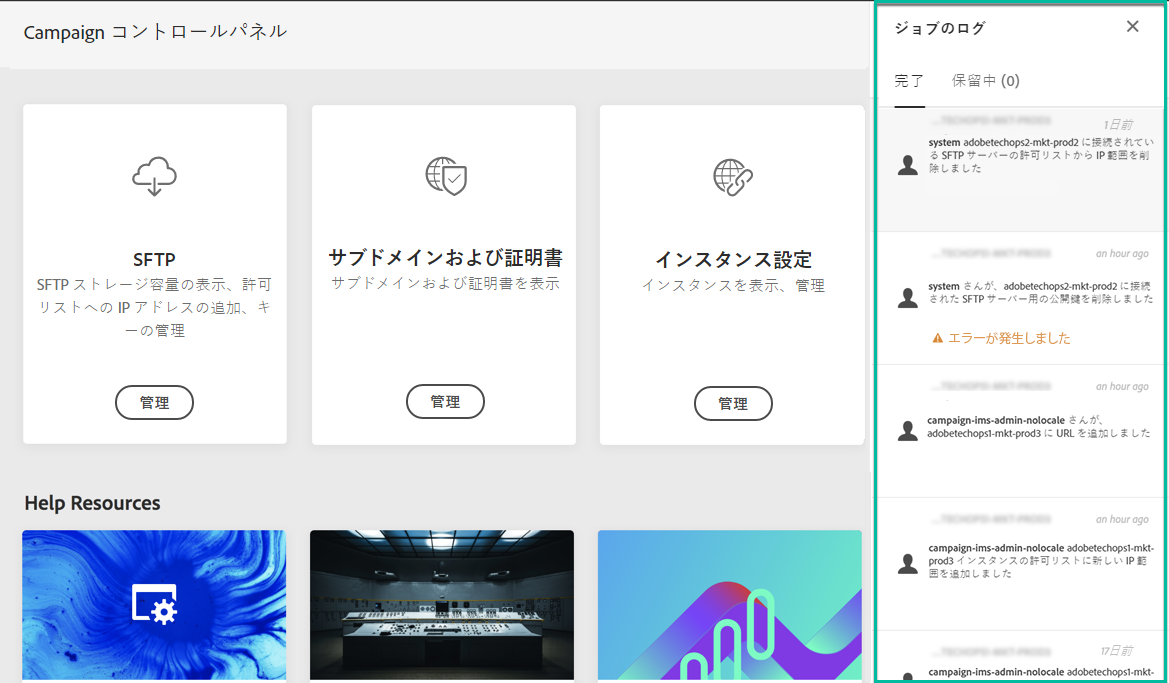 Campaign コントロールパネル
SFTP
SFTP ストレージ容量の表示、許可
リストへの IP アドレスの追加、キ
ーの管理
管理
サブドメインおよび証明書
サブドメインおよび証明書を表示
管理
インスタンス設定
インスタンスを表示、管理
管理
Help Resources
ジョブのログ
完了
保留中 (0)
1日前
system adobetechops2-mkt-prod2 に接続されてい
る SFTP サーバーの許可リストから IP 範囲を削
除しました
an hour ago
system さんが、adobetechops2-mkt-prod2 に接続
された SFTP サーバー用の公開鍵を削除しました
エラーが発生しました
an hour ago
campaign-ims-admin-nolocale さんが、
adobetechops1-mkt-prod3 に URL を追加しました
an hour ago
campaign-ims-admin-nolocale adobetechops1-mkt-
prod3 インスタンスの許可リストに新しい IP 範
囲を追加しました
17日前
campaign-ims-admin-nolocale adobetechops1-mkt-